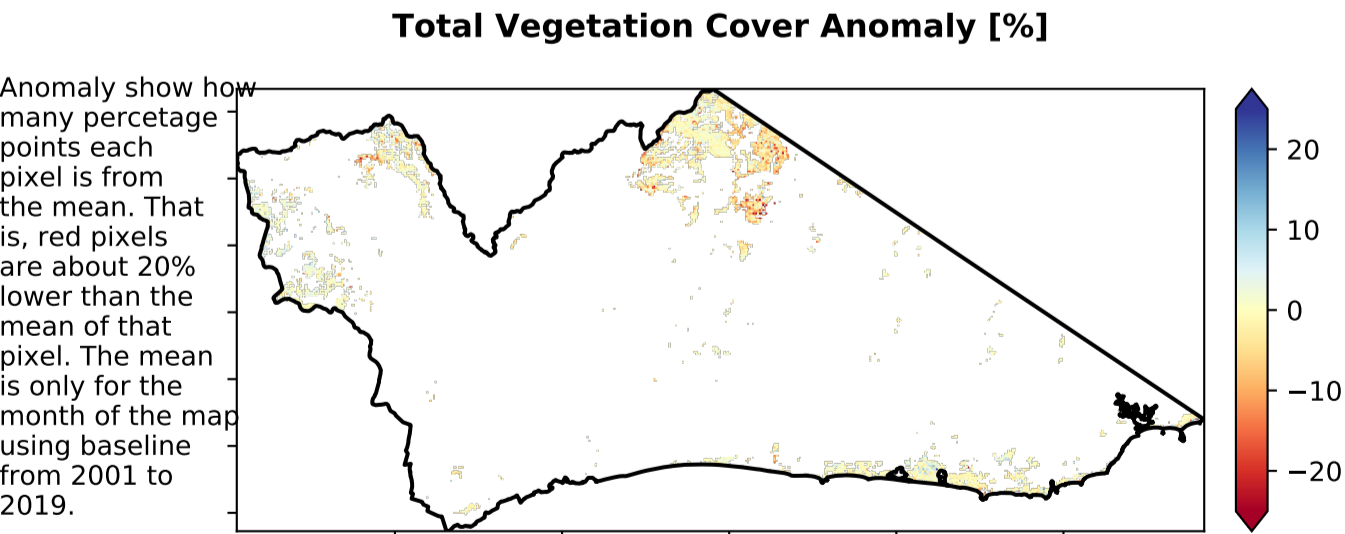 Total Vegetation Cover Anomaly [%]
Anomaly show how
many percetage
points each
pixel is from
the mean. That
is, red pixels
are about 20%
lower than the
mean of that
pixel. The mean
is only for the
month of the map
using baseline
from 2001 to
2019.
20
10
0
−10
−20